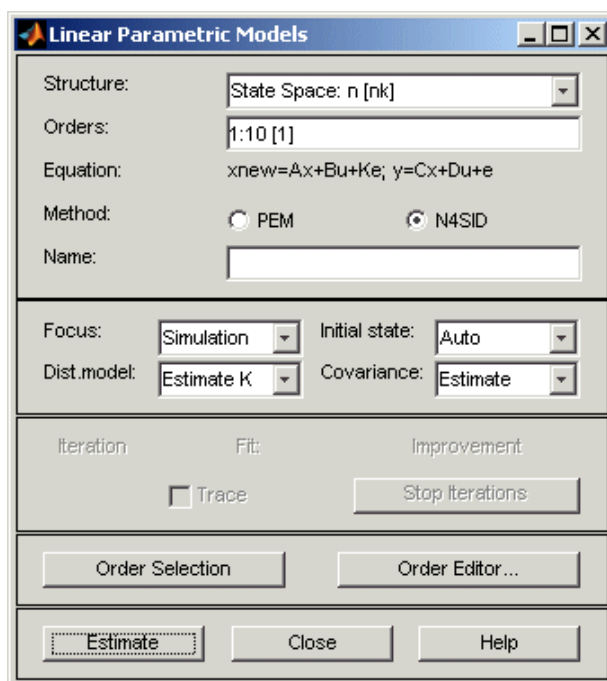 Linear Parametric Models
Structure: State Space: n [nk]
Orders: 1:10 [1]
Equation: xnew=Ax+Bu+Ke; y=Cx+Du+e
Method: PEM N4SID
Name:
Focus: Simulation Initial state: Auto
Dist.model: Estimate K Covariance: Estimate
Iteration Fit: Improvement
Trace Stop Iterations
Order Selection Order Editor...
Estimate Close Help